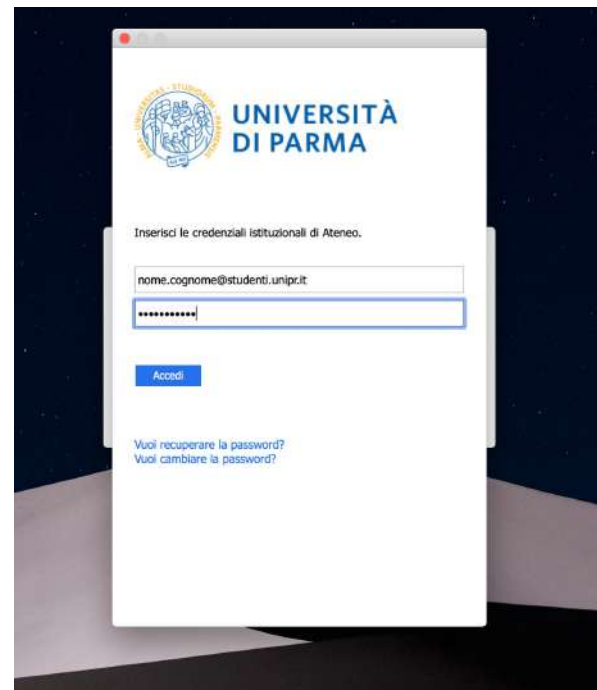 UNIVERSITÀ
DI PARMA
Inserisci le credenziali istituzionali di Ateneo.
nome.cognome@studenti.unipr.it
•••••••••••
Accedi
Vuoi recuperare la password?
Vuoi cambiare la password?